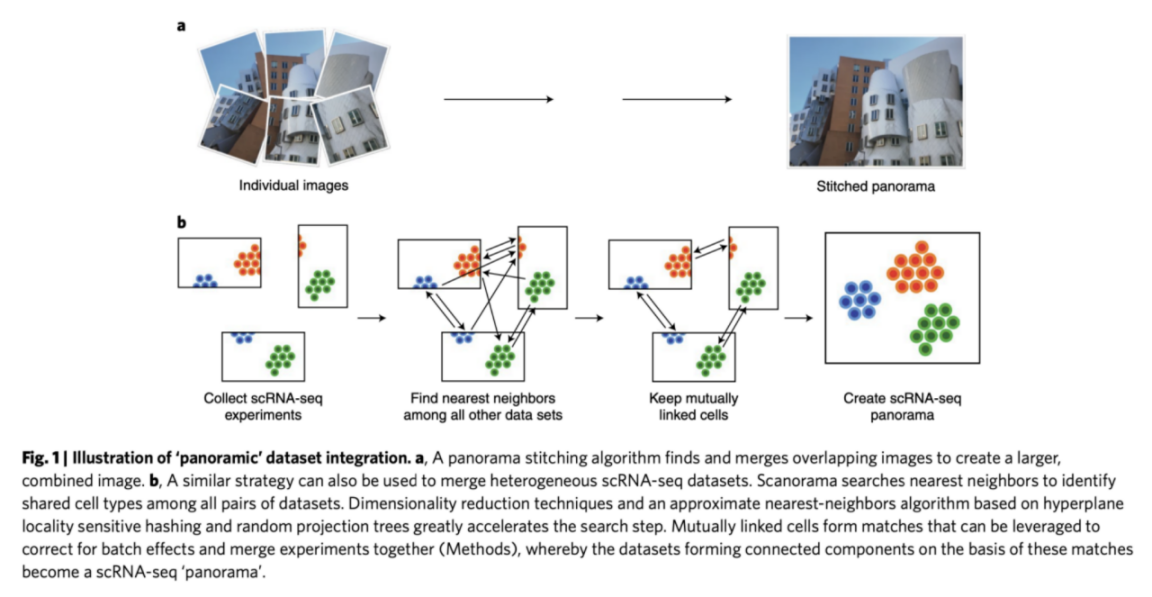 a
Individual images
Stitched panorama
b
Collect scRNA-seq
experiments
Find nearest neighbors
among all other data sets
Keep mutually
linked cells
Create scRNA-seq
panorama
Fig. 1 | Illustration of ‘panoramic’ dataset integration. a, A panorama stitching algorithm finds and merges overlapping images to create a larger,
combined image. b, A similar strategy can also be used to merge heterogeneous scRNA-seq datasets. Scanorama searches nearest neighbors to identify
shared cell types among all pairs of datasets. Dimensionality reduction techniques and an approximate nearest-neighbors algorithm based on hyperplane
locality sensitive hashing and random projection trees greatly accelerates the search step. Mutually linked cells form matches that can be leveraged to
correct for batch effects and merge experiments together (Methods), whereby the datasets forming connected components on the basis of these matches
become a scRNA-seq ‘panorama’.